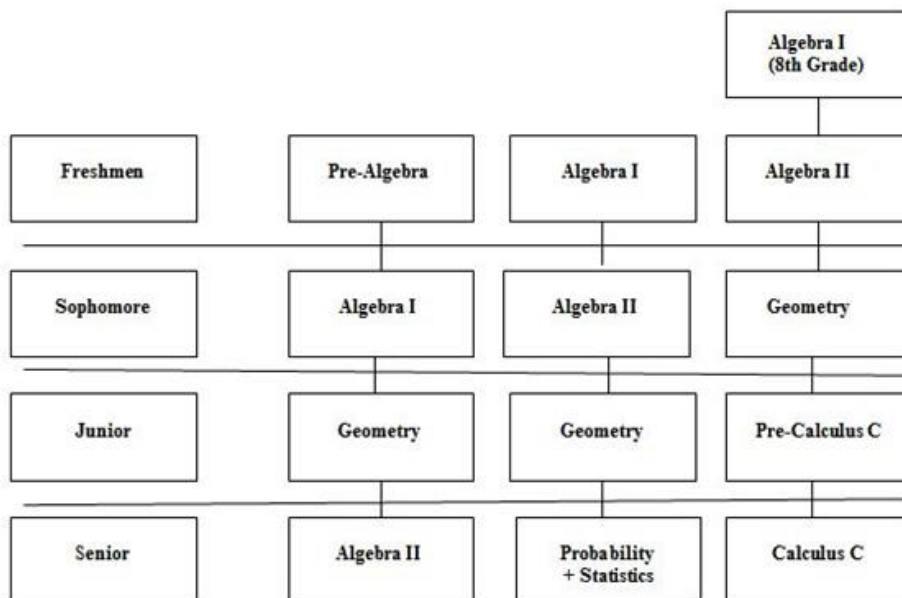 Algebra I
(8th Grade)
Freshmen
Pre-Algebra
Algebra I
Algebra II
Sophomore
Algebra I
Algebra II
Geometry
Junior
Geometry
Geometry
Pre-Calculus C
Senior
Algebra II
Probability
+ Statistics
Calculus C